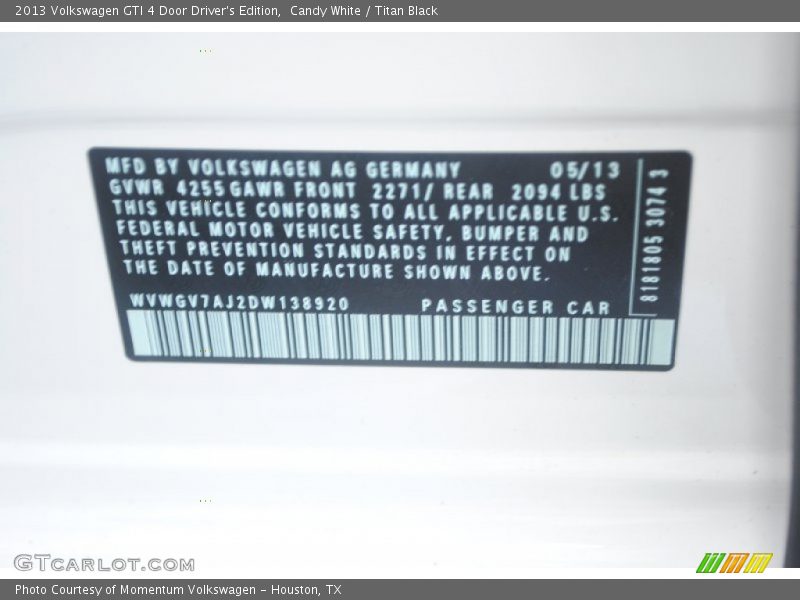 2013 Volkswagen GTI 4 Door Driver's Edition,  Candy White / Titan Black
MFD BY VOLKSWAGEN AG GERMANY 05/13
GVWR 4255 GAWR FRONT 2271/ REAR 2094 LBS
THIS VEHICLE CONFORMS TO ALL APPLICABLE U.S.
FEDERAL MOTOR VEHICLE SAFETY, BUMPER AND
THEFT PREVENTION STANDARDS IN EFFECT ON
THE DATE OF MANUFACTURE SHOWN ABOVE.
WVWGV7AJ2DW138920 PASSENGER CAR
8181805 3074 3
GTCARLOT.COM
Photo Courtesy of Momentum Volkswagen - Houston, TX